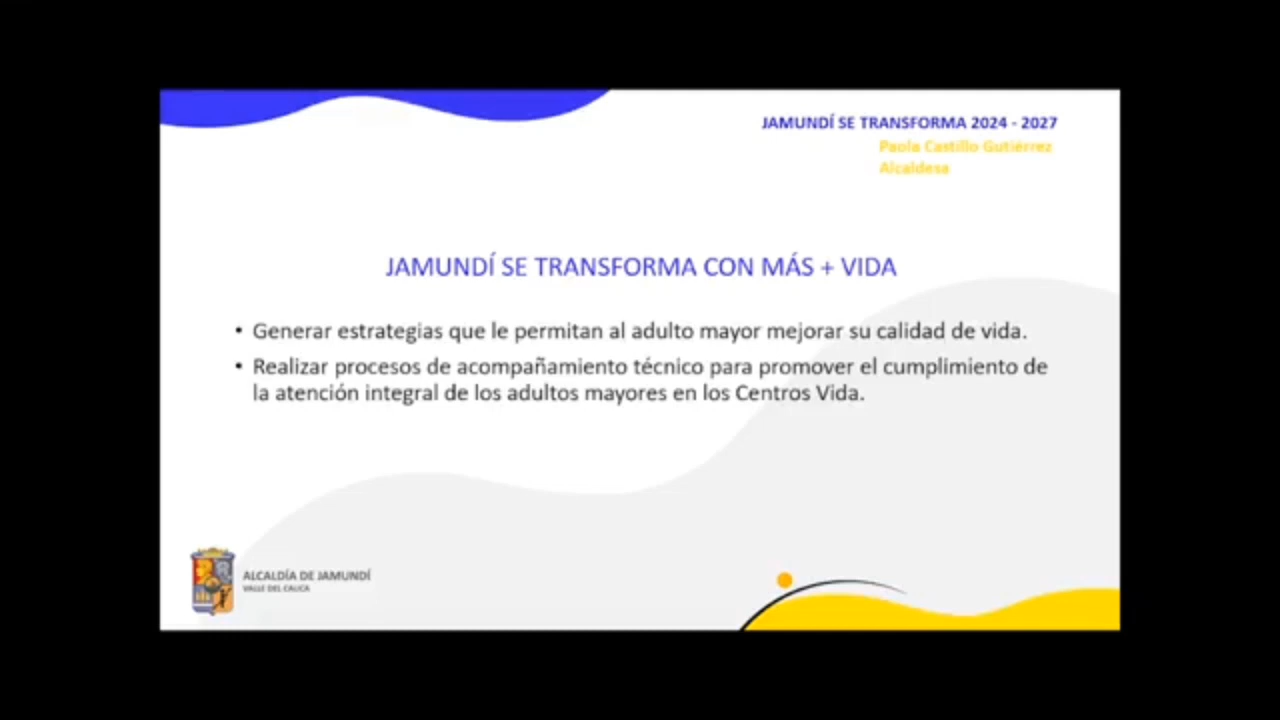 JAMUNDÍ SE TRANSFORMA 2024 - 2027
Paola Castillo Gutiérrez
Alcaldesa
JAMUNDÍ SE TRANSFORMA CON MÁS + VIDA
• Generar estrategias que le permitan al adulto mayor mejorar su calidad de vida.
• Realizar procesos de acompañamiento técnico para promover el cumplimiento de
la atención integral de los adultos mayores en los Centros Vida.
ALCALDÍA DE JAMUNDÍ
VALLE DEL CAUCA